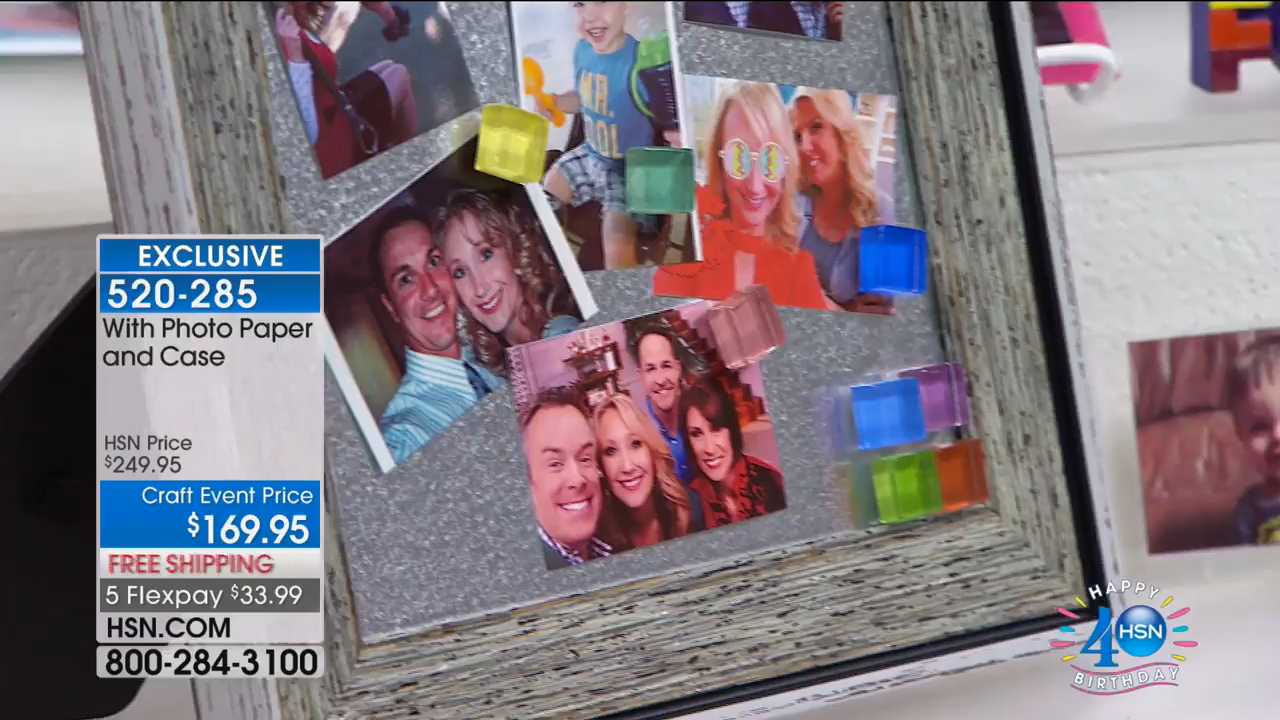 MR.
EXCLUSIVE
520-285
With Photo Paper
and Case
HSN Price
$249.95
Craft Event Price
$169.95
FREE SHIPPING
5 Flexpay $33.99
HSN.COM
800-284-3100
HAPPY
40 HSN
BIRTHDAY